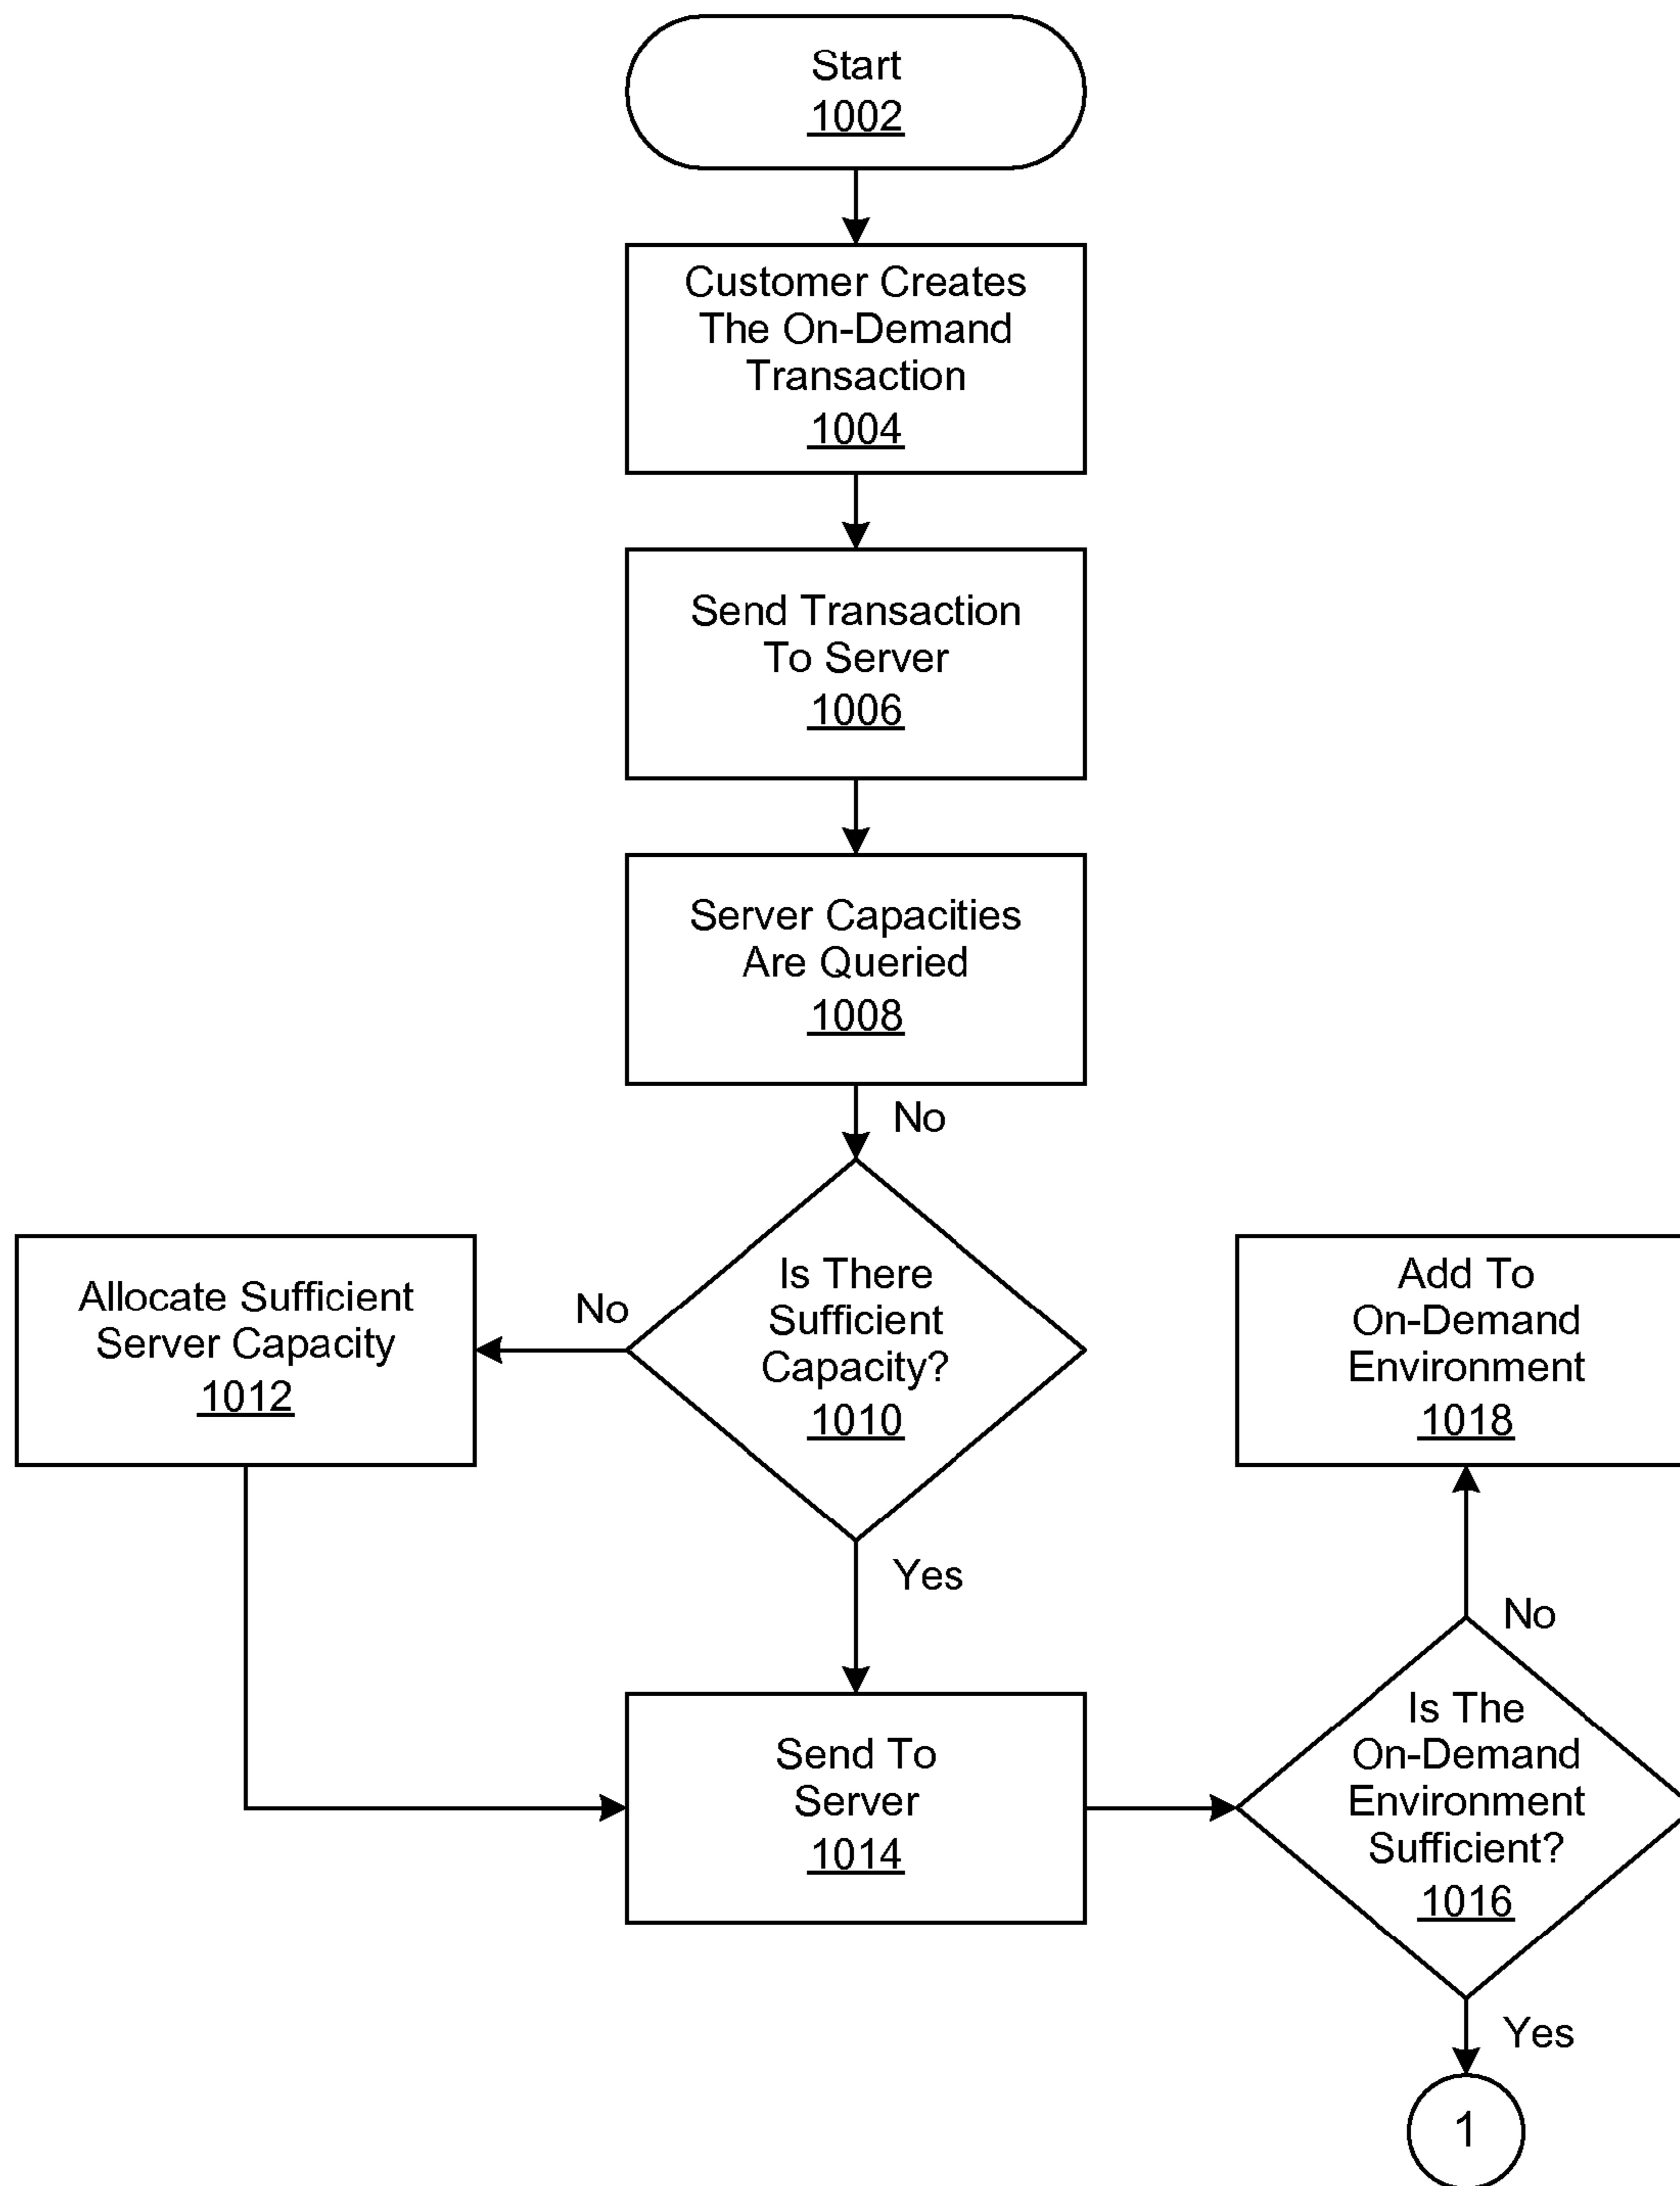 Start
1002
Customer Creates
The On-Demand
Transaction
1004
Send Transaction
To Server
1006
Server Capacities
Are Queried
1008
No
Is There
Sufficient
Capacity?
1010
No
Allocate Sufficient
Server Capacity
1012
Yes
Send To
Server
1014
Is The
On-Demand
Environment
Sufficient?
1016
No
Add To
On-Demand
Environment
1018
Yes
1